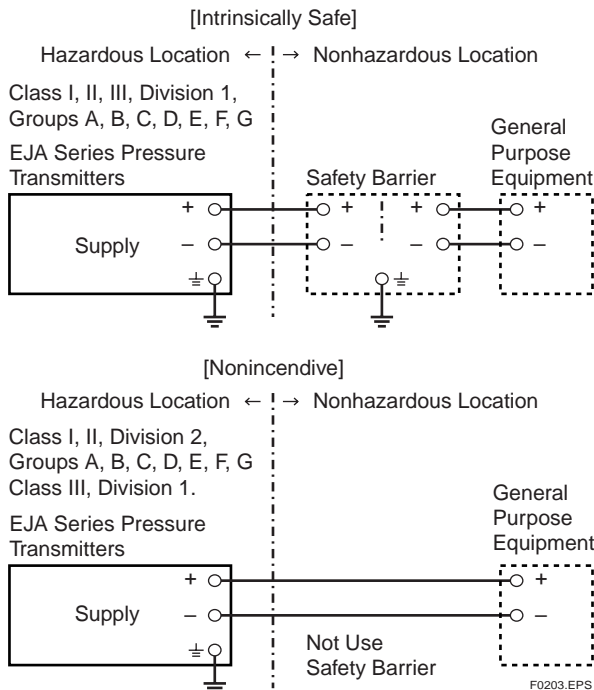 [Intrinsically Safe]
Hazardous Location ← → Nonhazardous Location
Class I, II, III, Division 1,
Groups A, B, C, D, E, F, G
EJA Series Pressure
Transmitters
Safety Barrier
General
Purpose
Equipment
+ + + +
Supply
– – – –
[Nonincendive]
Hazardous Location ← → Nonhazardous Location
Class I, II, Division 2,
Groups A, B, C, D, E, F, G
Class III, Division 1.
EJA Series Pressure
Transmitters
General
Purpose
Equipment
+ +
Supply
– –
Not Use
Safety Barrier
F0203.EPS